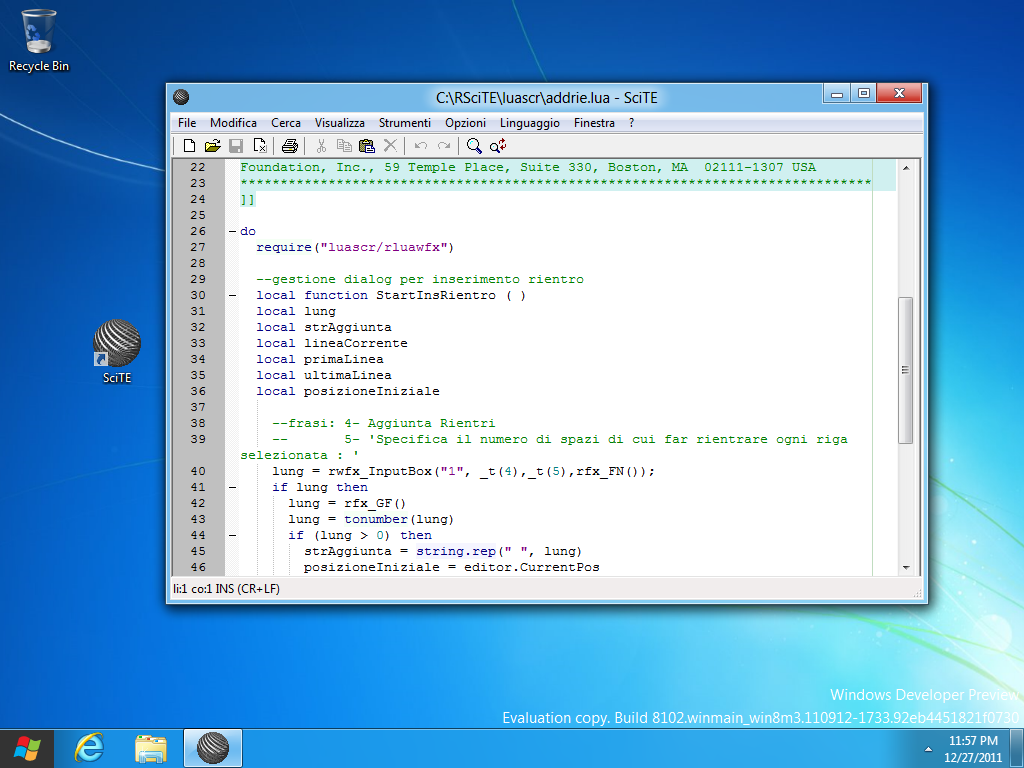 Recycle Bin
C:\RSciTE\luascr\addrie.lua - SciTE
File Modifica Cerca Visualizza Strumenti Opzioni Linguaggio Finestra ?
22 Foundation, Inc., 59 Temple Place, Suite 330, Boston, MA  02111-1307 USA
23 *******************************************************************************
24 ]]
25
26 do
27   require("luascr/rluawfx")
28
29   --gestione dialog per inserimento rientro
30   local function StartInsRientro ( )
31   local lung
32   local strAggiunta
33   local lineaCorrente
34   local primaLinea
35   local ultimaLinea
36   local posizioneIniziale
37
38     --frasi: 4- Aggiunta Rientri
39     --       5- 'Specifica il numero di spazi di cui far rientrare ogni riga
selezionata : '
40     lung = rwfx_InputBox("1", _t(4),_t(5),rfx_FN());
41     if lung then
42       lung = rfx_GF()
43       lung = tonumber(lung)
44       if (lung > 0) then
45         strAggiunta = string.rep(" ", lung)
46         posizioneIniziale = editor.CurrentPos
li:1 co:1 INS (CR+LF)
SciTE
Windows Developer Preview
Evaluation copy. Build 8102.winmain_win8m3.110912-1733.92eb4451821f0730
11:57 PM
12/27/2011